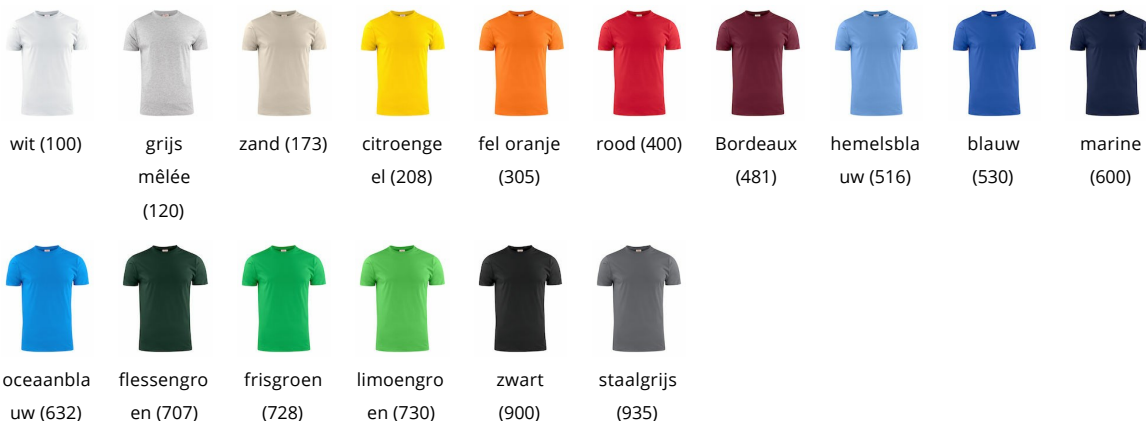 wit (100)
grijs
mêlée
(120)
zand (173)
citroenge
el (208)
fel oranje
(305)
rood (400)
Bordeaux
(481)
hemelsbla
uw (516)
blauw
(530)
marine
(600)
oceaanbla
uw (632)
flessengro
en (707)
frisgroen
(728)
limoengro
en (730)
zwart
(900)
staalgrijs
(935)